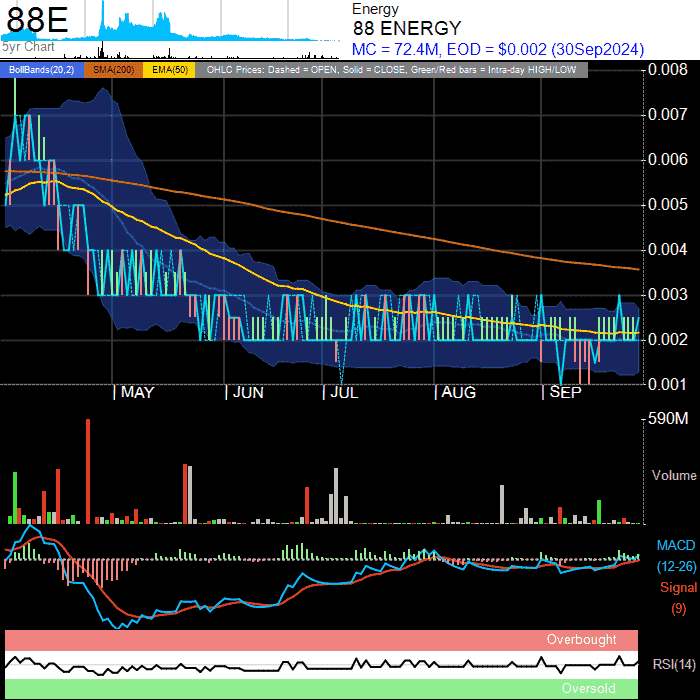 88E
5yr Chart
Energy
88 ENERGY
MC = 72.4M, EOD = $0.002 (30Sep2024)
BollBands(20,2) SMA(200) EMA(50) OHLC Prices: Dashed = OPEN, Solid = CLOSE, Green/Red bars = Intra-day HIGH/LOW
0.008
0.007
0.006
0.005
0.004
0.003
0.002
0.001
MAY JUN JUL AUG SEP
590M
Volume
MACD
(12-26)
Signal
(9)
Overbought
RSI(14)
Oversold